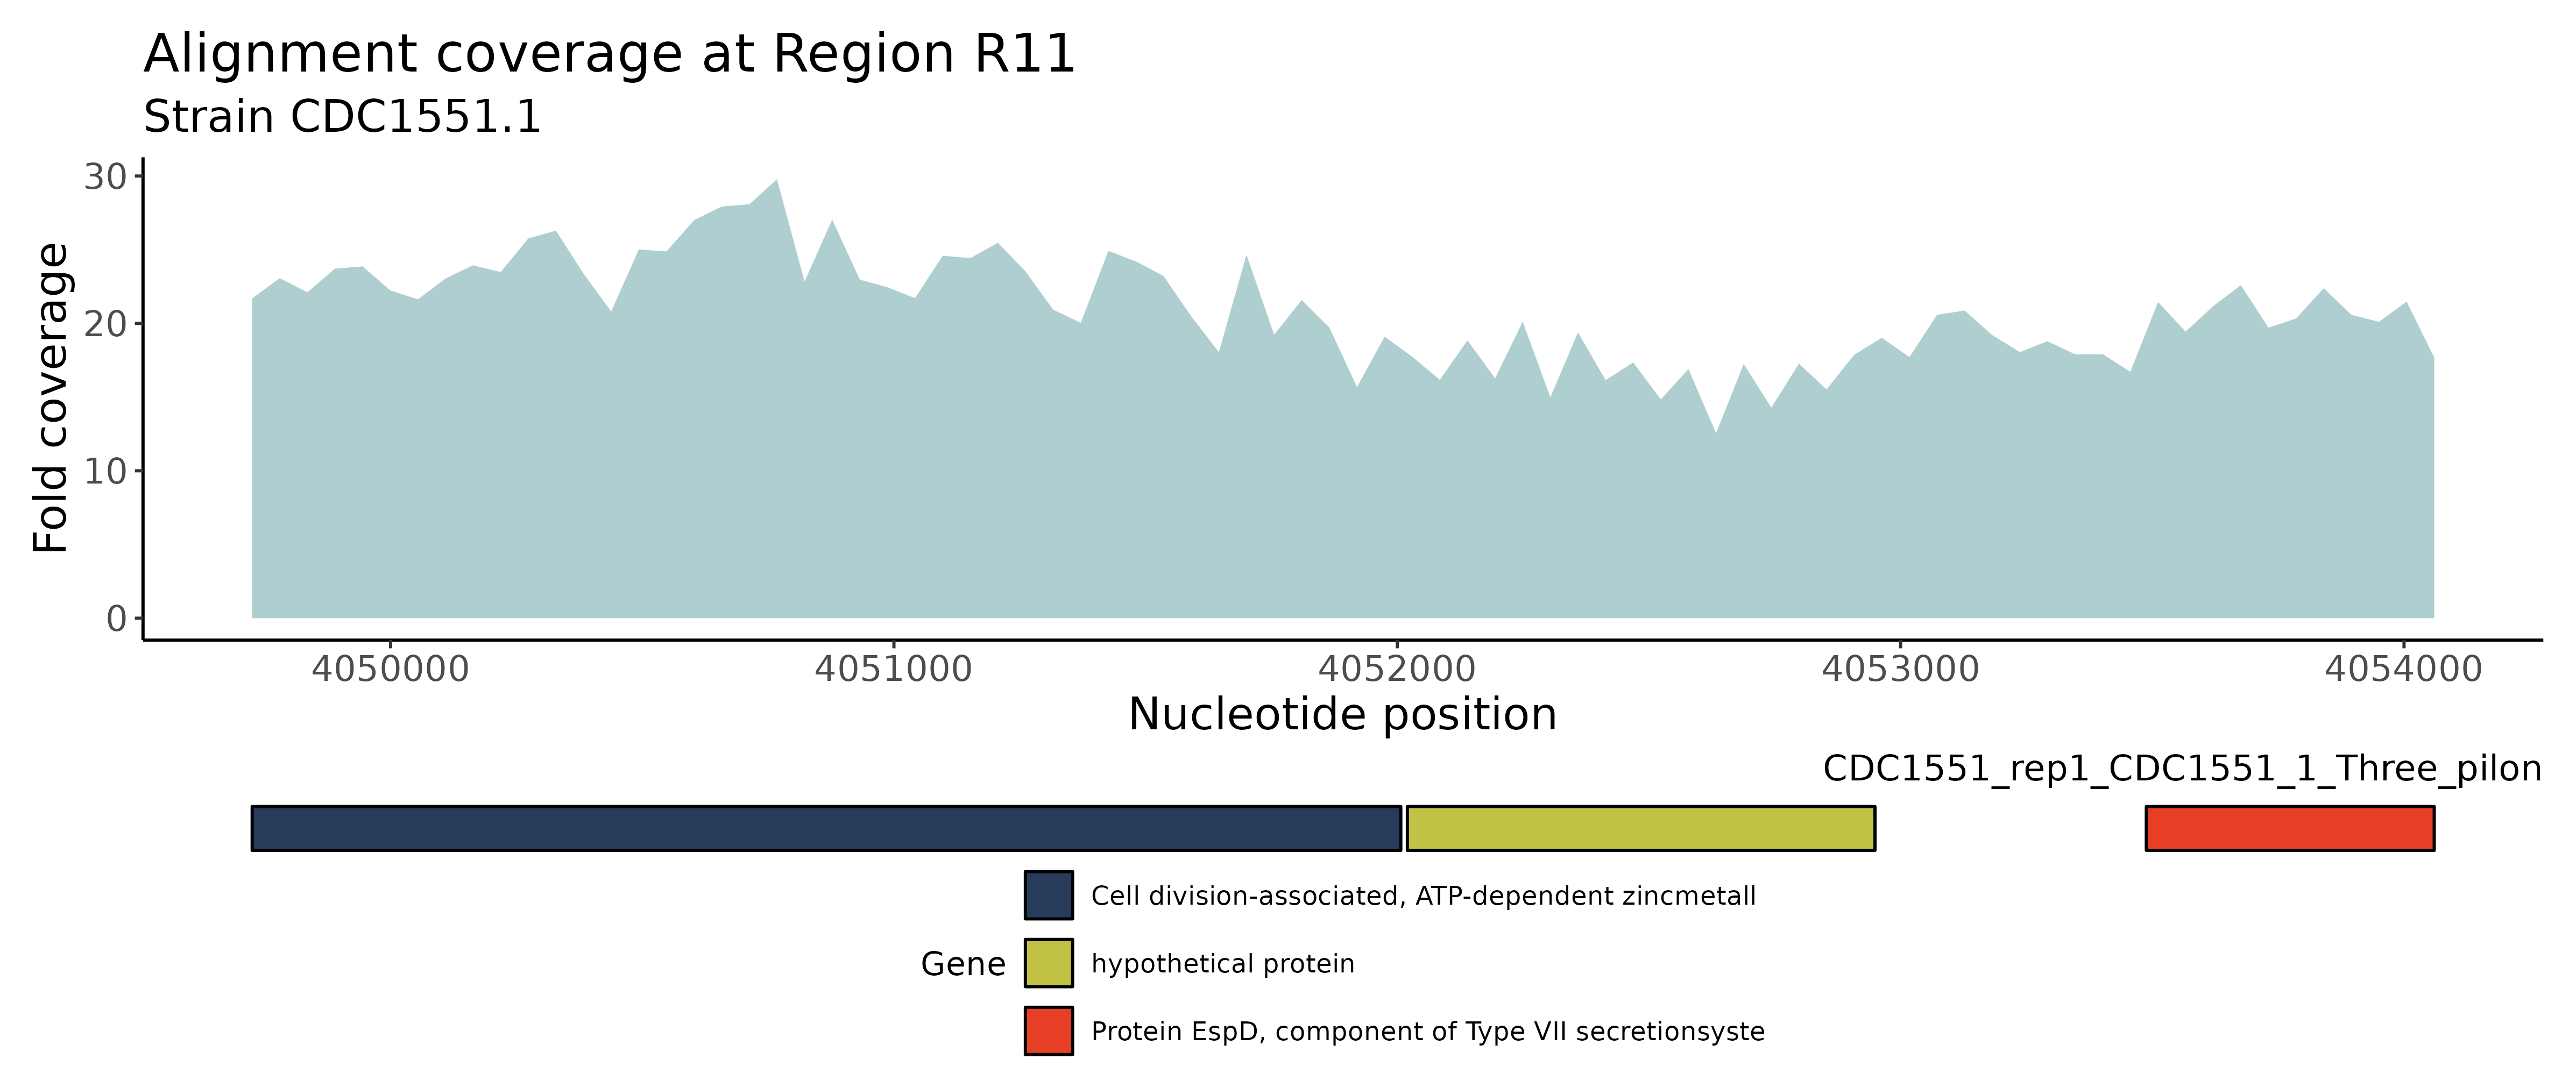 Alignment coverage at Region R11
Strain CDC1551.1
30
20
10
0
Fold coverage
4050000 4051000 4052000 4053000 4054000
Nucleotide position
CDC1551_rep1_CDC1551_1_Three_pilon
Cell division-associated, ATP-dependent zincmetall
Gene
hypothetical protein
Protein EspD, component of Type VII secretionsyste